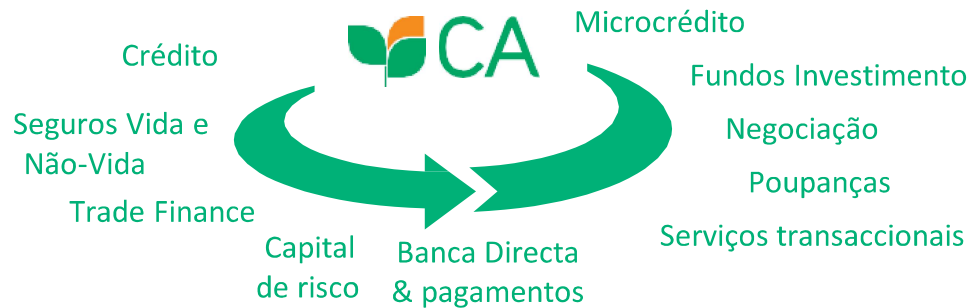 CA
Microcrédito
Crédito
Fundos Investimento
Seguros Vida e
Não-Vida
Negociação
Poupanças
Trade Finance
Serviços transaccionais
Capital
de risco
Banca Directa
& pagamentos